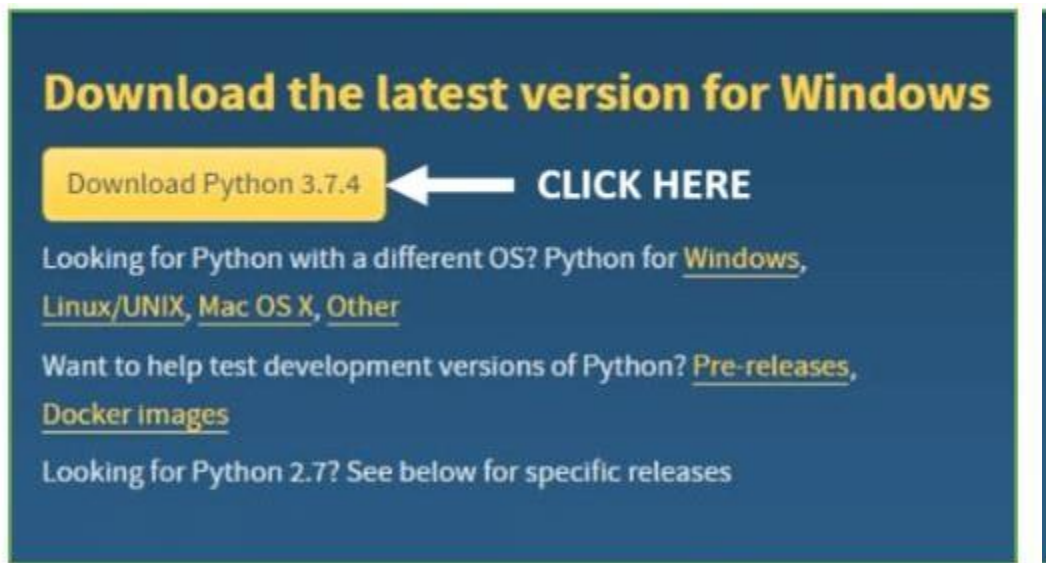 Download the latest version for Windows
Download Python 3.7.4
CLICK HERE
Looking for Python with a different OS? Python for Windows,
Linux/UNIX, Mac OS X, Other
Want to help test development versions of Python? Pre-releases,
Docker images
Looking for Python 2.7? See below for specific releases